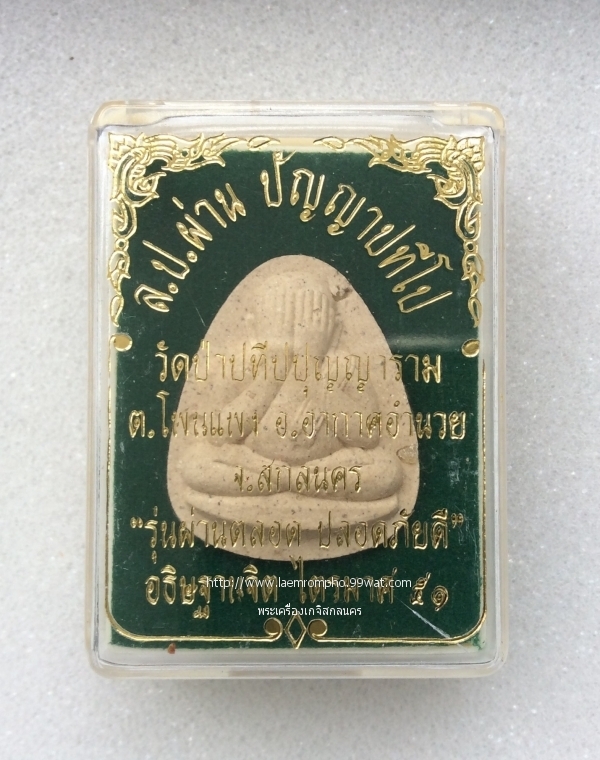 ล.ป.ผ่าน ปัญญาปทีโป
วัดป่าปทีปปุญญาราม
ต.โพนแพง อ.อากาศอำนวย
จ.สกลนคร
"รุ่นผ่านตลอด ปลอดภัยดี"
อธิษฐานจิต ไตรมาศ ๕๑
http://www.laemrompho.99wat.com
พระเครื่องเกจิสกลนคร